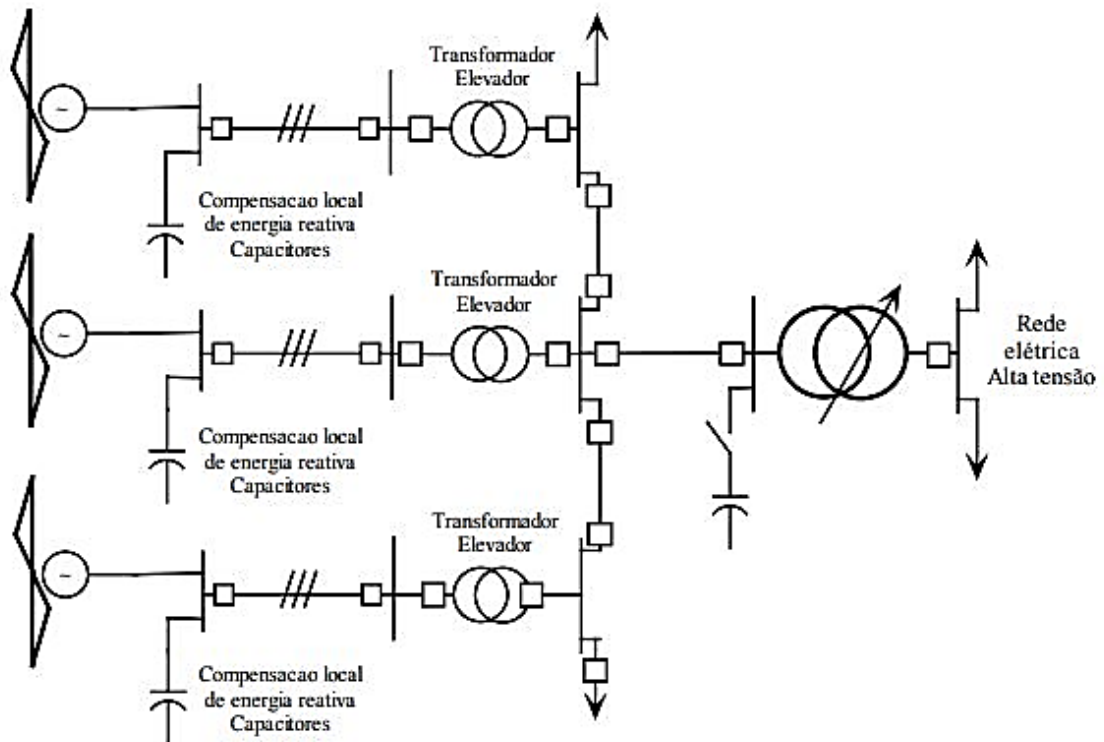 Transformador
Elevador
~
Compensacao local
de energia reativa
Capacitores
Transformador
Elevador
~
Compensacao local
de energia reativa
Capacitores
Rede
elétrica
Alta tensão
Transformador
Elevador
~
Compensacao local
de energia reativa
Capacitores